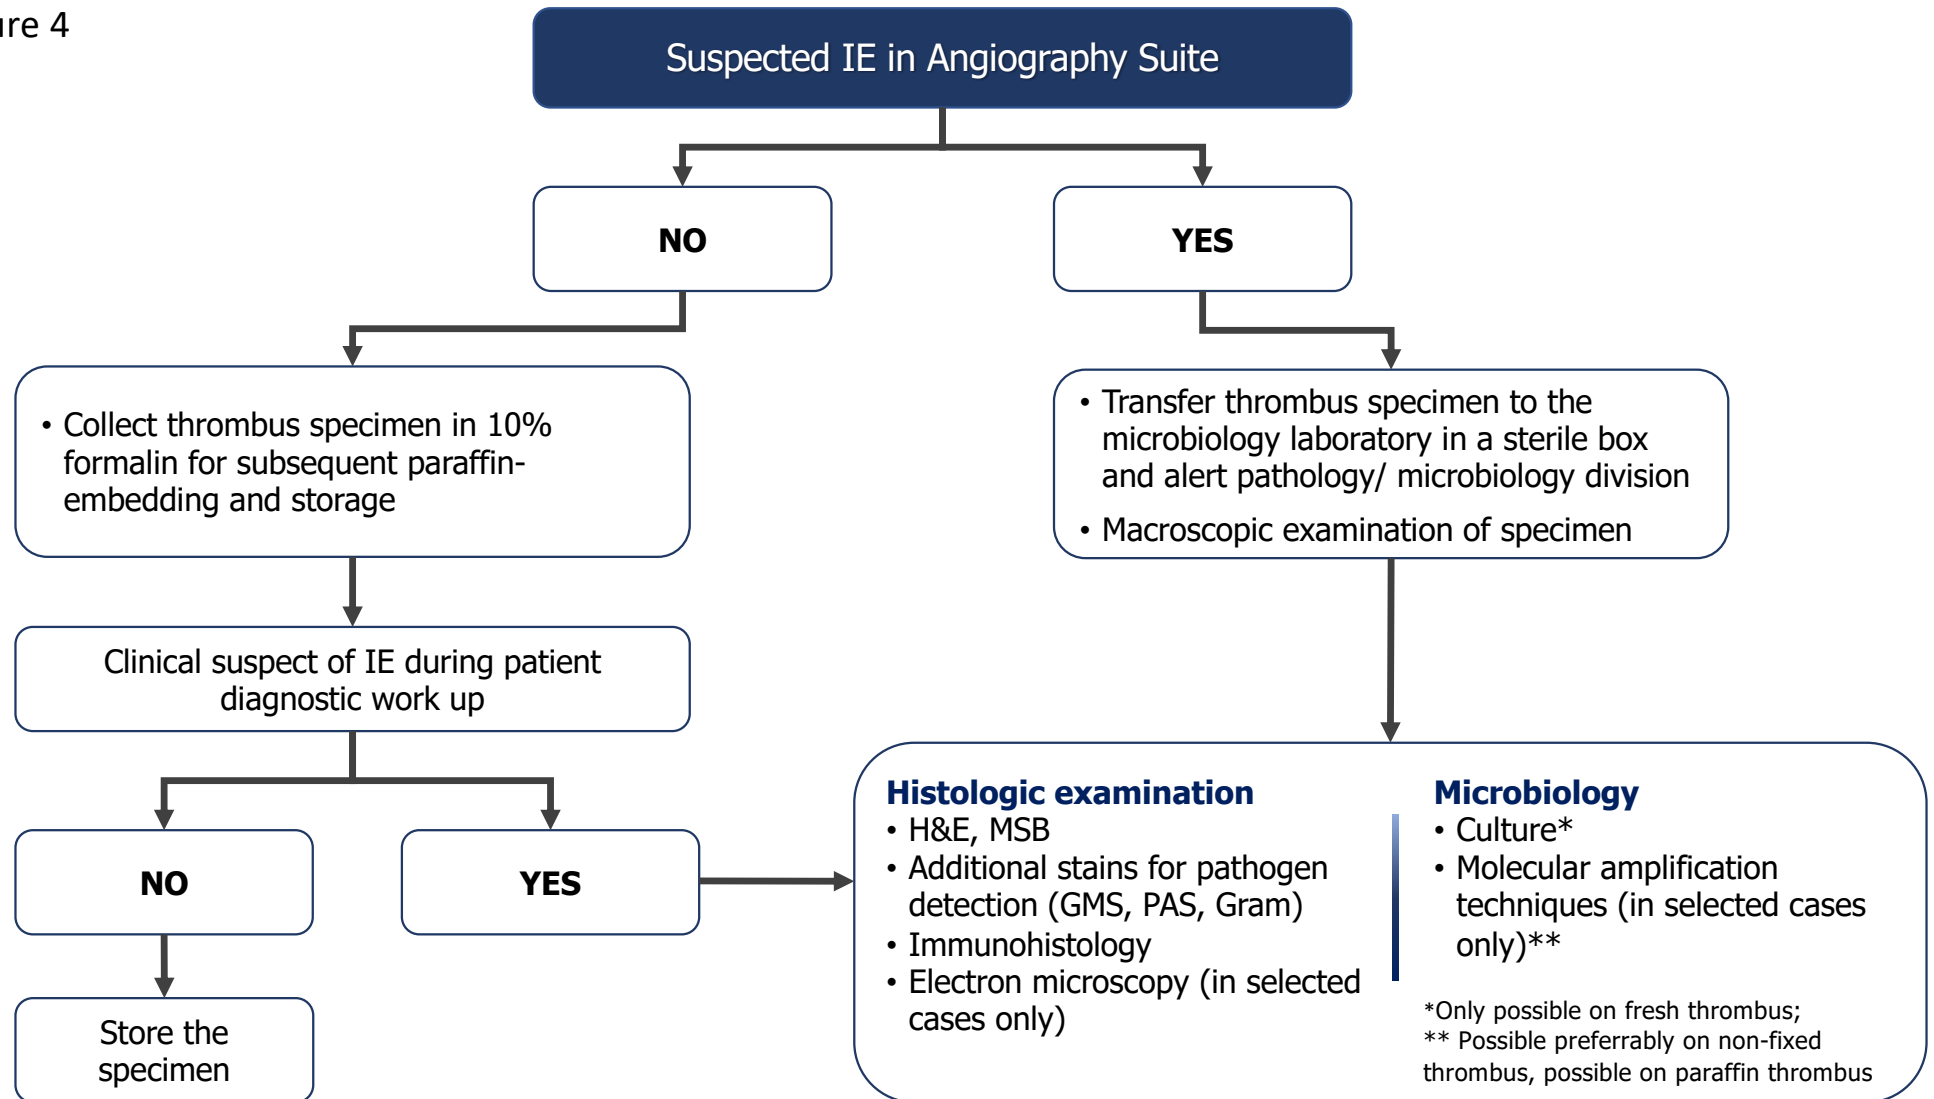 ure 4
Suspected IE in Angiography Suite
NO
YES
• Collect thrombus specimen in 10%
formalin for subsequent paraffin-
embedding and storage
• Transfer thrombus specimen to the
microbiology laboratory in a sterile box
and alert pathology/ microbiology division
• Macroscopic examination of specimen
Clinical suspect of IE during patient
diagnostic work up
NO
YES
Store the
specimen
Histologic examination
• H&E, MSB
• Additional stains for pathogen
detection (GMS, PAS, Gram)
• Immunohistology
• Electron microscopy (in selected
cases only)
Microbiology
• Culture*
• Molecular amplification
techniques (in selected cases
only)**
*Only possible on fresh thrombus;
** Possible preferrably on non-fixed
thrombus, possible on paraffin thrombus